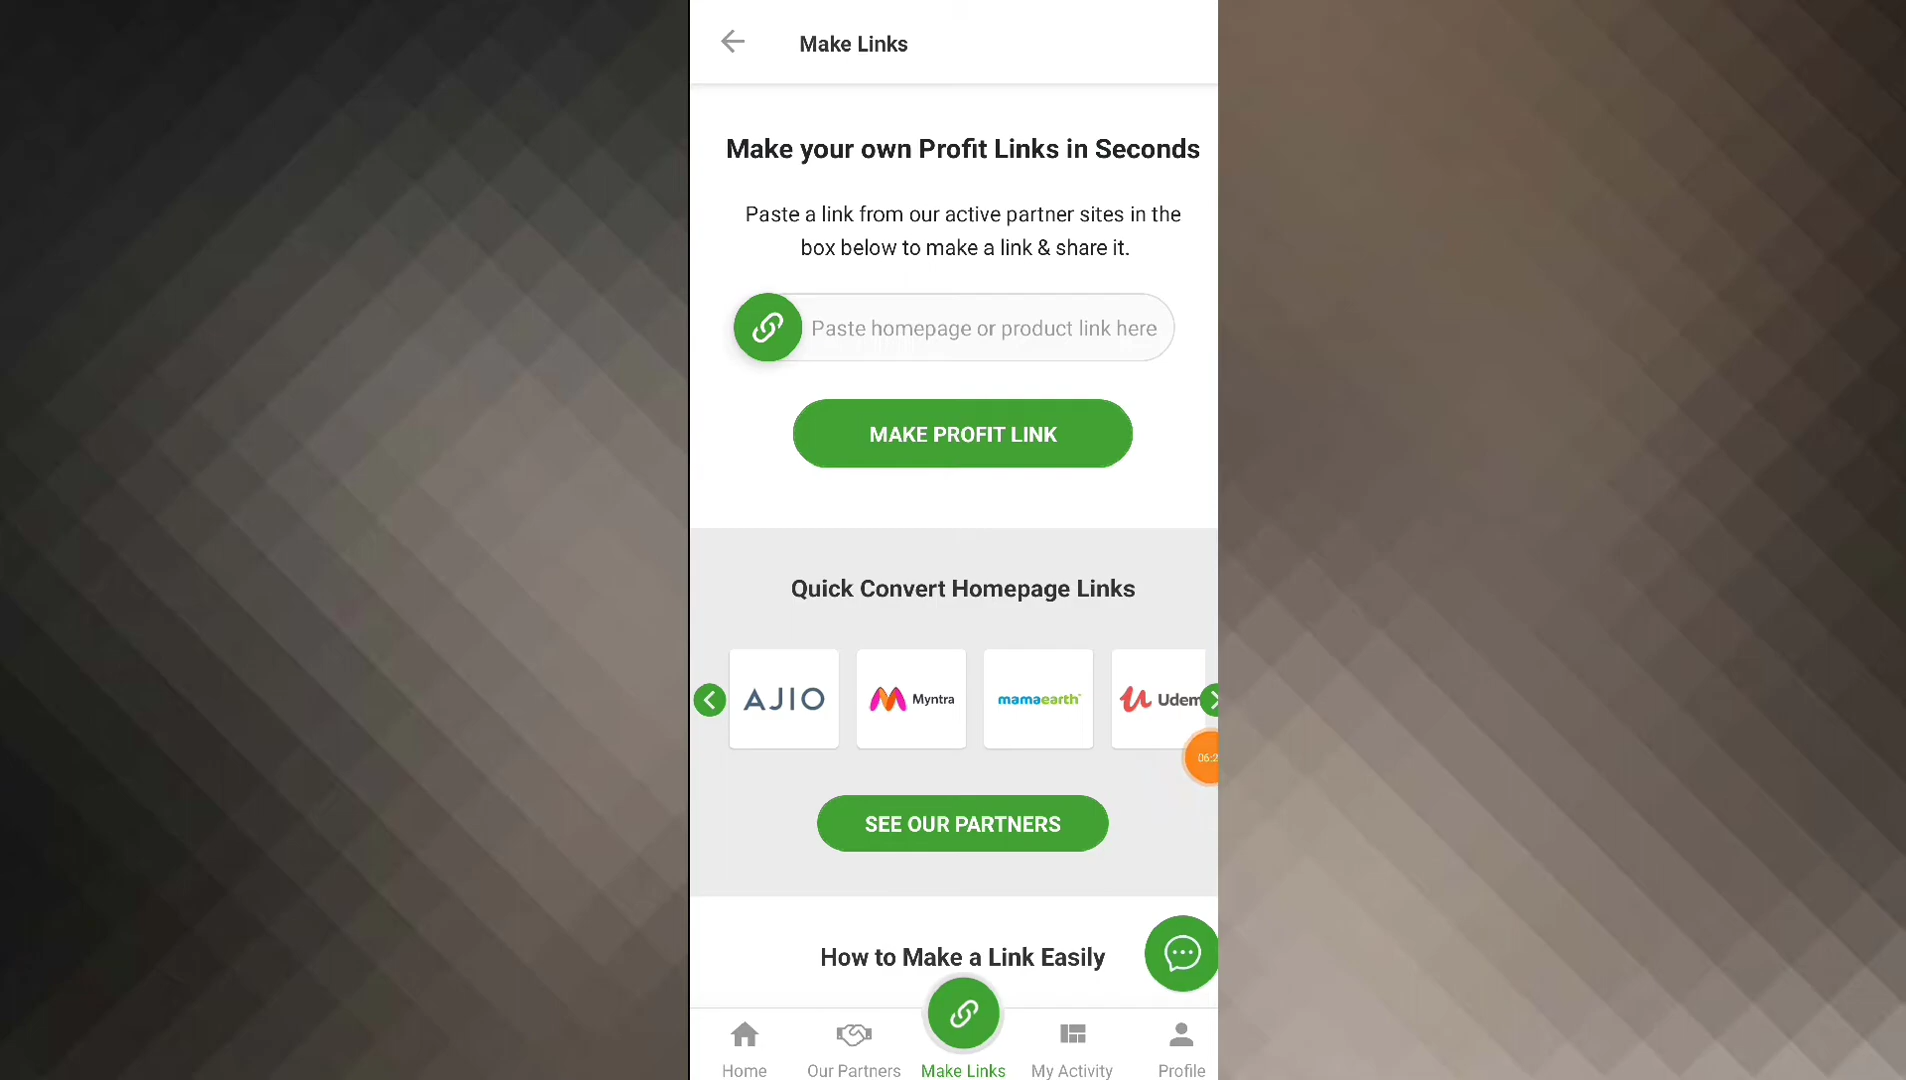 Make Links
Make your own Profit Links in Seconds
Paste a link from our active partner sites in the
box below to make a link & share it.
Paste homepage or product link here
MAKE PROFIT LINK
Quick Convert Homepage Links
AJIO
Myntra
mamaearth
Udem
06:2
SEE OUR PARTNERS
How to Make a Link Easily
Home
Our Partners
Make Links
My Activity
Profile